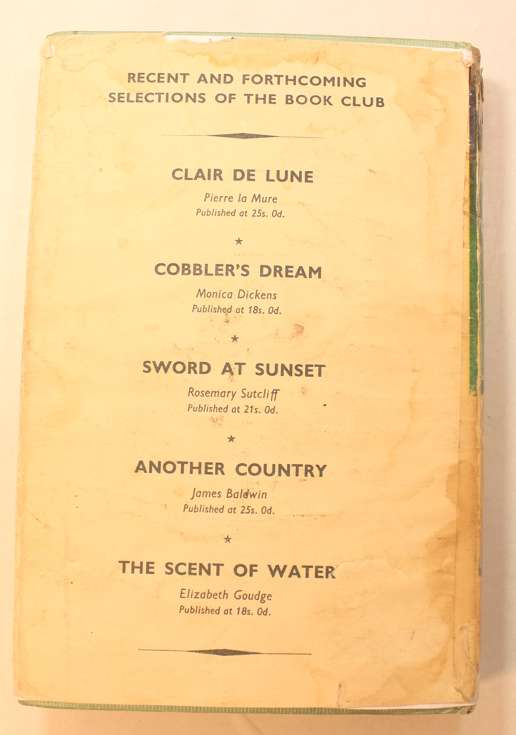 RECENT AND FORTHCOMING
SELECTIONS OF THE BOOK CLUB
CLAIR DE LUNE
Pierre la Mure
Published at 25s. 0d.
COBBLER'S DREAM
Monica Dickens
Published at 18s. 0d.
SWORD AT SUNSET
Rosemary Sutcliff
Published at 21s. 0d.
ANOTHER COUNTRY
James Baldwin
Published at 25s. 0d.
THE SCENT OF WATER
Elizabeth Goudge
Published at 18s. 0d.